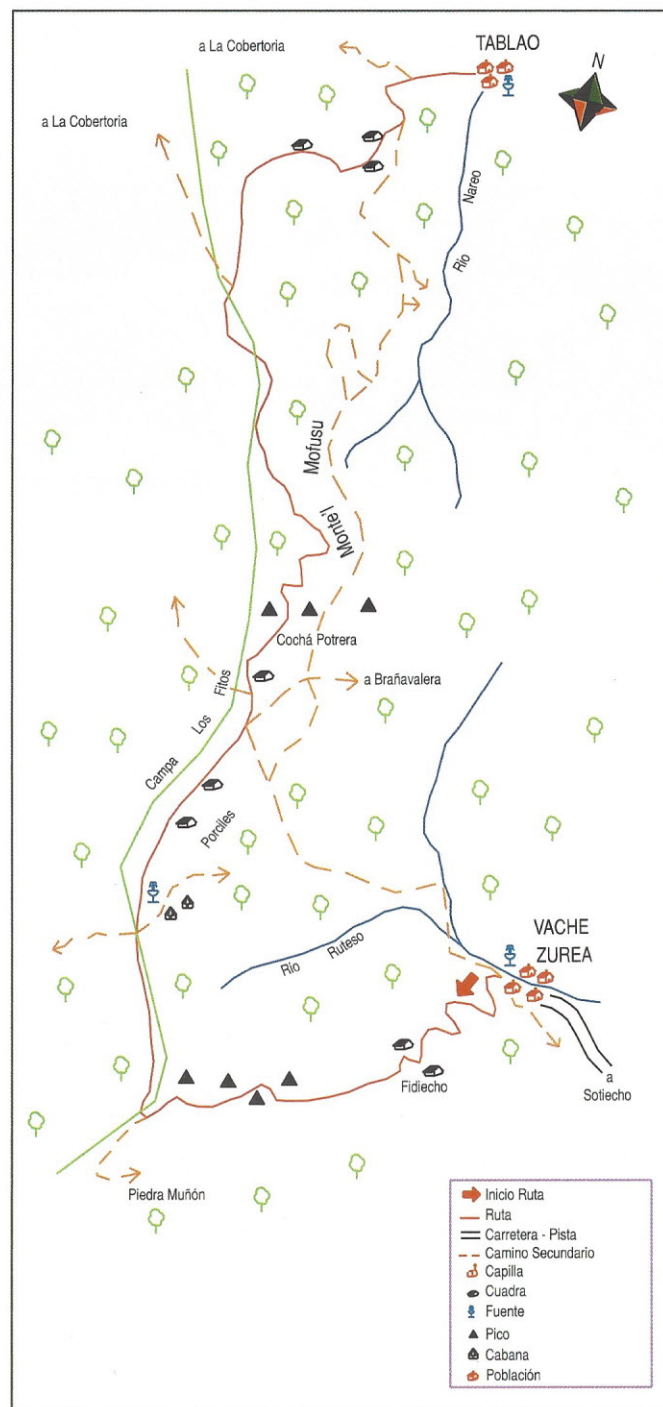 TABLAO
a La Cobertoria
N
a La Cobertoria
Río Nareo
Monte'l Mofusu
Cochá Potrera
a Brañavalera
Campa Los Fitos
Porciles
VACHE
ZUREA
Río Ruteso
Fidiecho
a
Sotiecho
Piedra Muñón
Inicio Ruta
Ruta
Carretera - Pista
Camino Secundario
Capilla
Cuadra
Fuente
Pico
Cabana
Población